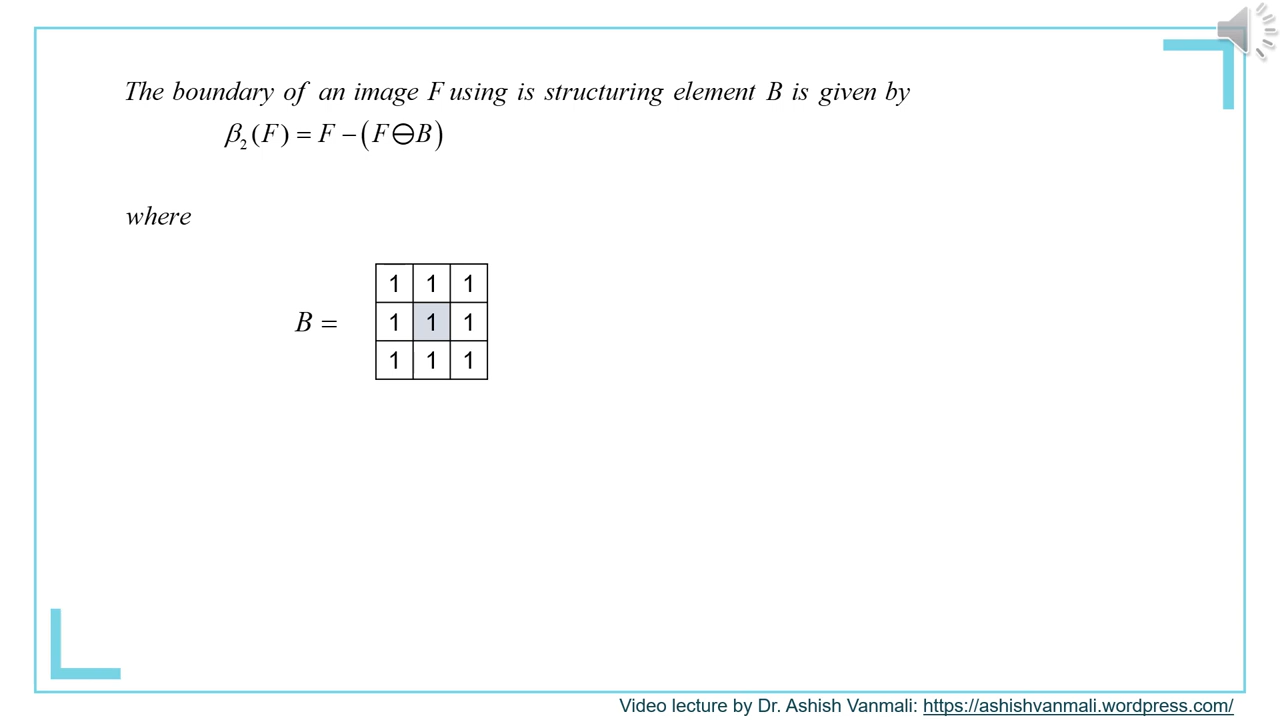 The boundary of an image F using is structuring element B is given by
β₂(F) = F − (F⊖B)
where
1 1 1
B = 1 1 1
1 1 1
Video lecture by Dr. Ashish Vanmali: https://ashishvanmali.wordpress.com/